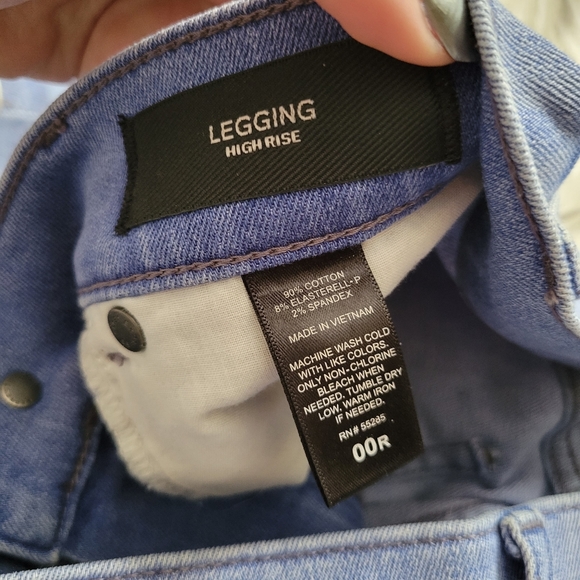 LEGGING
HIGH RISE
90% COTTON
8% ELASTERELL-P
2% SPANDEX
MADE IN VIETNAM
MACHINE WASH COLD
WITH LIKE COLORS.
ONLY NON-CHLORINE
BLEACH WHEN
NEEDED. TUMBLE DRY
LOW, WARM IRON
IF NEEDED.
RN# 55285
00R